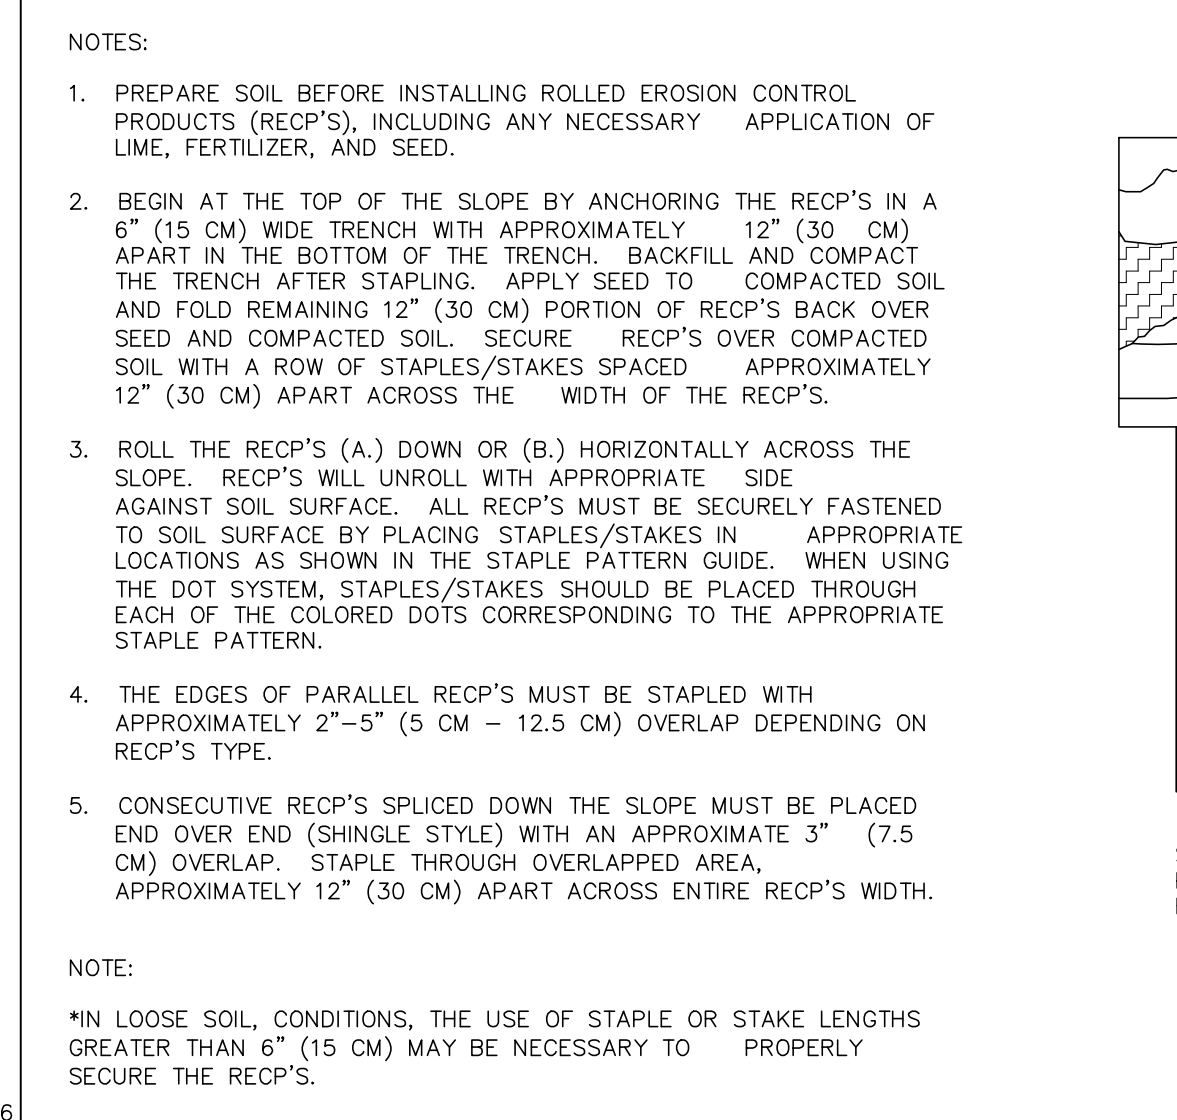 NOTES:
1. PREPARE SOIL BEFORE INSTALLING ROLLED EROSION CONTROL
PRODUCTS (RECP'S), INCLUDING ANY NECESSARY APPLICATION OF
LIME, FERTILIZER, AND SEED.
2. BEGIN AT THE TOP OF THE SLOPE BY ANCHORING THE RECP'S IN A
6" (15 CM) WIDE TRENCH WITH APPROXIMATELY 12" (30 CM)
APART IN THE BOTTOM OF THE TRENCH. BACKFILL AND COMPACT
THE TRENCH AFTER STAPLING. APPLY SEED TO COMPACTED SOIL
AND FOLD REMAINING 12" (30 CM) PORTION OF RECP'S BACK OVER
SEED AND COMPACTED SOIL. SECURE RECP'S OVER COMPACTED
SOIL WITH A ROW OF STAPLES/STAKES SPACED APPROXIMATELY
12" (30 CM) APART ACROSS THE WIDTH OF THE RECP'S.
3. ROLL THE RECP'S (A.) DOWN OR (B.) HORIZONTALLY ACROSS THE
SLOPE. RECP'S WILL UNROLL WITH APPROPRIATE SIDE
AGAINST SOIL SURFACE. ALL RECP'S MUST BE SECURELY FASTENED
TO SOIL SURFACE BY PLACING STAPLES/STAKES IN APPROPRIATE
LOCATIONS AS SHOWN IN THE STAPLE PATTERN GUIDE. WHEN USING
THE DOT SYSTEM, STAPLES/STAKES SHOULD BE PLACED THROUGH
EACH OF THE COLORED DOTS CORRESPONDING TO THE APPROPRIATE
STAPLE PATTERN.
4. THE EDGES OF PARALLEL RECP'S MUST BE STAPLED WITH
APPROXIMATELY 2"-5" (5 CM - 12.5 CM) OVERLAP DEPENDING ON
RECP'S TYPE.
5. CONSECUTIVE RECP'S SPLICED DOWN THE SLOPE MUST BE PLACED
END OVER END (SHINGLE STYLE) WITH AN APPROXIMATE 3" (7.5
CM) OVERLAP. STAPLE THROUGH OVERLAPPED AREA,
APPROXIMATELY 12" (30 CM) APART ACROSS ENTIRE RECP'S WIDTH.
NOTE:
*IN LOOSE SOIL, CONDITIONS, THE USE OF STAPLE OR STAKE LENGTHS
GREATER THAN 6" (15 CM) MAY BE NECESSARY TO PROPERLY
SECURE THE RECP'S.
6